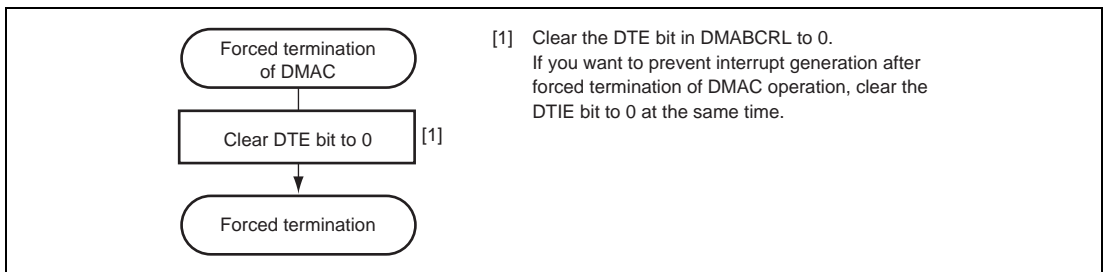 Forced termination
of DMAC
Clear DTE bit to 0
[1]
Forced termination
[1] Clear the DTE bit in DMABCRL to 0.
If you want to prevent interrupt generation after
forced termination of DMAC operation, clear the
DTIE bit to 0 at the same time.